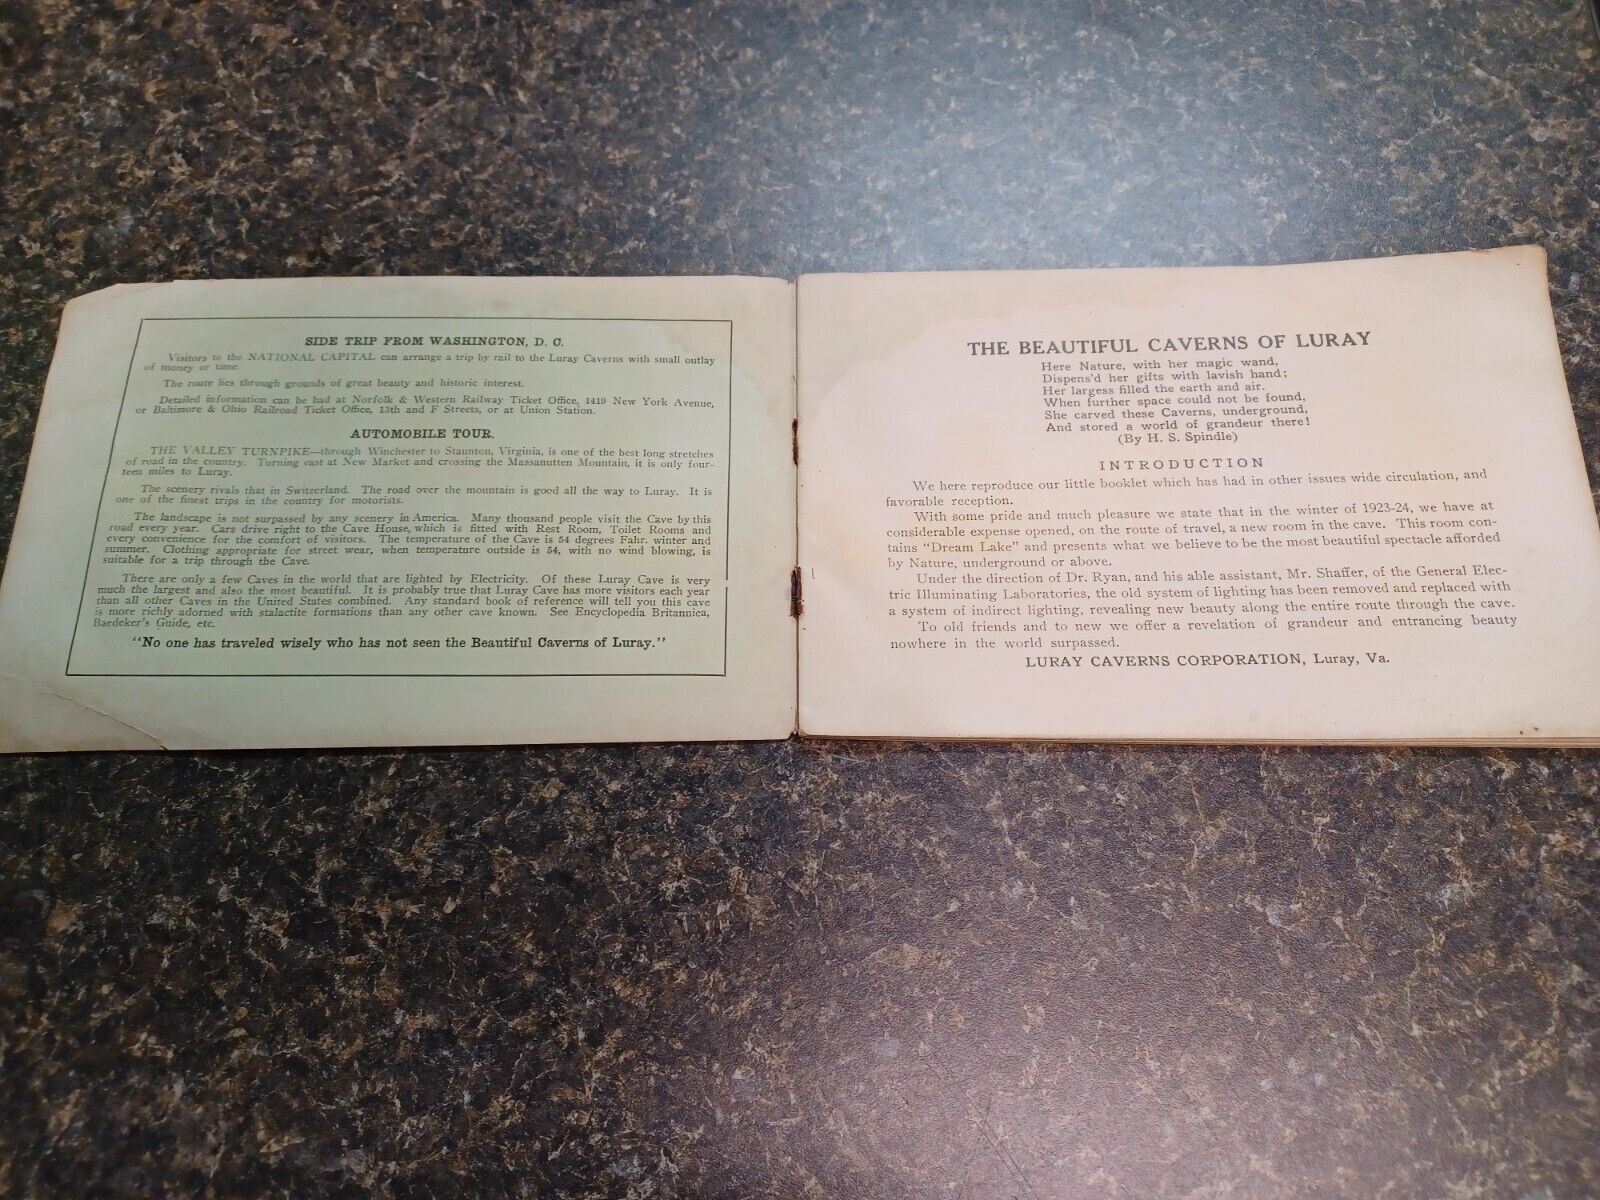 SIDE TRIP FROM WASHINGTON, D. C.
Visitors to the NATIONAL CAPITAL can arrange a trip by rail to the Luray Caverns with small outlay
of money or time.
The route lies through grounds of great beauty and historic interest.
Detailed information can be had at Norfolk & Western Railway Ticket Office, 1419 New York Avenue,
or Baltimore & Ohio Railroad Ticket Office, 13th and F Streets, or at Union Station.
AUTOMOBILE TOUR.
THE VALLEY TURNPIKE—through Winchester to Staunton, Virginia, is one of the best long stretches
of road in the country. Turning east at New Market and crossing the Massanutten Mountain, it is only four-
teen miles to Luray.
The scenery rivals that in Switzerland. The road over the mountain is good all the way to Luray. It is
one of the finest trips in the country for motorists.
The landscape is not surpassed by any scenery in America. Many thousand people visit the Cave by this
road every year. Cars drive right to the Cave House, which is fitted with Rest Room, Toilet Rooms and
every convenience for the comfort of visitors. The temperature of the Cave is 54 degrees Fahr. winter and
summer. Clothing appropriate for street wear, when temperature outside is 54, with no wind blowing, is
suitable for a trip through the Cave.
There are only a few Caves in the world that are lighted by Electricity. Of these Luray Cave is very
much the largest and also the most beautiful. It is probably true that Luray Cave has more visitors each year
than all other Caves in the United States combined. Any standard book of reference will tell you this cave
is more richly adorned with stalactite formations than any other cave known. See Encyclopedia Britannica,
Baedeker's Guide, etc.
"No one has traveled wisely who has not seen the Beautiful Caverns of Luray."
THE BEAUTIFUL CAVERNS OF LURAY
Here Nature, with her magic wand,
Dispens'd her gifts with lavish hand;
Her largess filled the earth and air.
When further space could not be found,
She carved these Caverns, underground,
And stored a world of grandeur there!
(By H. S. Spindle)
INTRODUCTION
We here reproduce our little booklet which has had in other issues wide circulation, and
favorable reception.
With some pride and much pleasure we state that in the winter of 1923-24, we have at
considerable expense opened, on the route of travel, a new room in the cave. This room con-
tains "Dream Lake" and presents what we believe to be the most beautiful spectacle afforded
by Nature, underground or above.
Under the direction of Dr. Ryan, and his able assistant, Mr. Shaffer, of the General Elec-
tric Illuminating Laboratories, the old system of lighting has been removed and replaced with
a system of indirect lighting, revealing new beauty along the entire route through the cave.
To old friends and to new we offer a revelation of grandeur and entrancing beauty
nowhere in the world surpassed.
LURAY CAVERNS CORPORATION, Luray, Va.